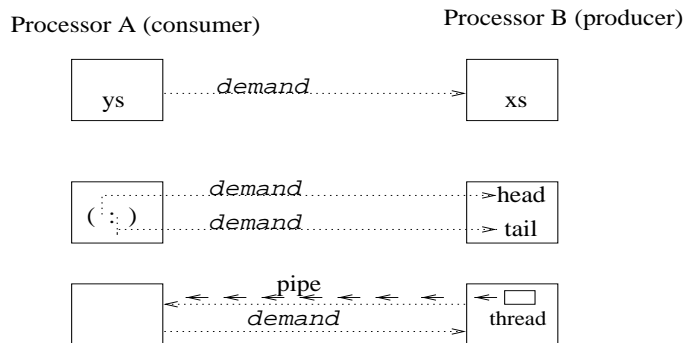 Processor A (consumer)
Processor B (producer)
ys
demand
xs
demand
head
( : )
demand
tail
pipe
demand
thread